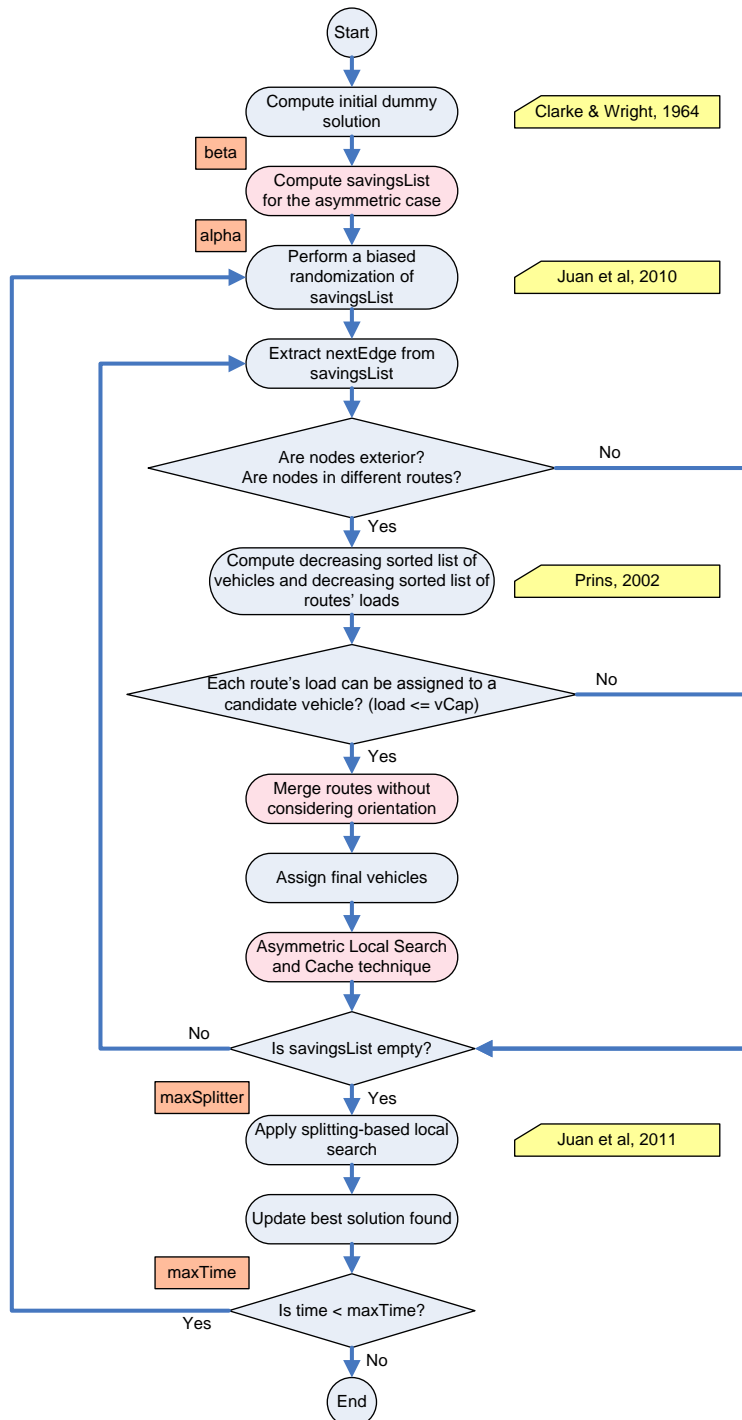 Start
Compute initial dummy
solution
Clarke & Wright, 1964
beta
Compute savingsList
for the asymmetric case
alpha
Perform a biased
randomization of
savingsList
Juan et al, 2010
Extract nextEdge from
savingsList
Are nodes exterior?
Are nodes in different routes?
No
Yes
Compute decreasing sorted list of
vehicles and decreasing sorted list of
routes' loads
Prins, 2002
Each route's load can be assigned to a
candidate vehicle? (load <= vCap)
No
Yes
Merge routes without
considering orientation
Assign final vehicles
Asymmetric Local Search
and Cache technique
No
Is savingsList empty?
maxSplitter
Yes
Apply splitting-based local
search
Juan et al, 2011
Update best solution found
maxTime
Is time < maxTime?
Yes
No
End